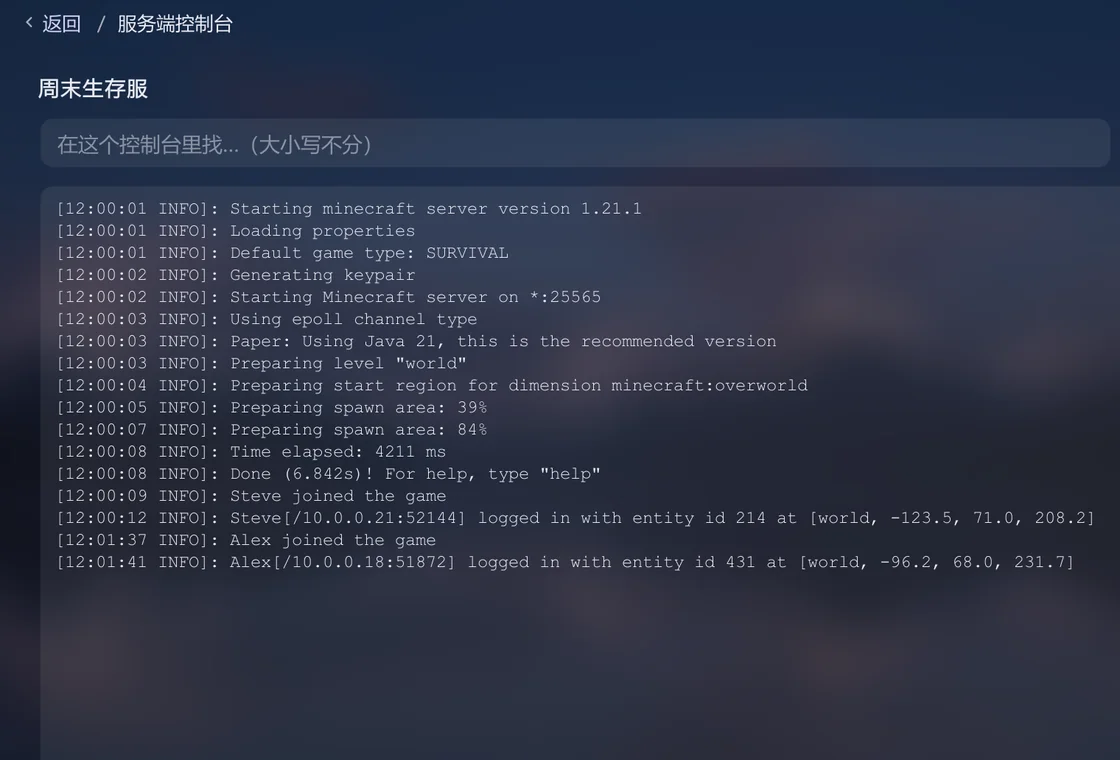 返回 / 服务端控制台
周末生存服
在这个控制台里找...（大小写不分）
[12:00:01 INFO]: Starting minecraft server version 1.21.1
[12:00:01 INFO]: Loading properties
[12:00:01 INFO]: Default game type: SURVIVAL
[12:00:02 INFO]: Generating keypair
[12:00:02 INFO]: Starting Minecraft server on *:25565
[12:00:03 INFO]: Using epoll channel type
[12:00:03 INFO]: Paper: Using Java 21, this is the recommended version
[12:00:03 INFO]: Preparing level "world"
[12:00:04 INFO]: Preparing start region for dimension minecraft:overworld
[12:00:05 INFO]: Preparing spawn area: 39%
[12:00:07 INFO]: Preparing spawn area: 84%
[12:00:08 INFO]: Time elapsed: 4211 ms
[12:00:08 INFO]: Done (6.842s)! For help, type "help"
[12:00:09 INFO]: Steve joined the game
[12:00:12 INFO]: Steve[/10.0.0.21:52144] logged in with entity id 214 at [world, -123.5, 71.0, 208.2]
[12:01:37 INFO]: Alex joined the game
[12:01:41 INFO]: Alex[/10.0.0.18:51872] logged in with entity id 431 at [world, -96.2, 68.0, 231.7]